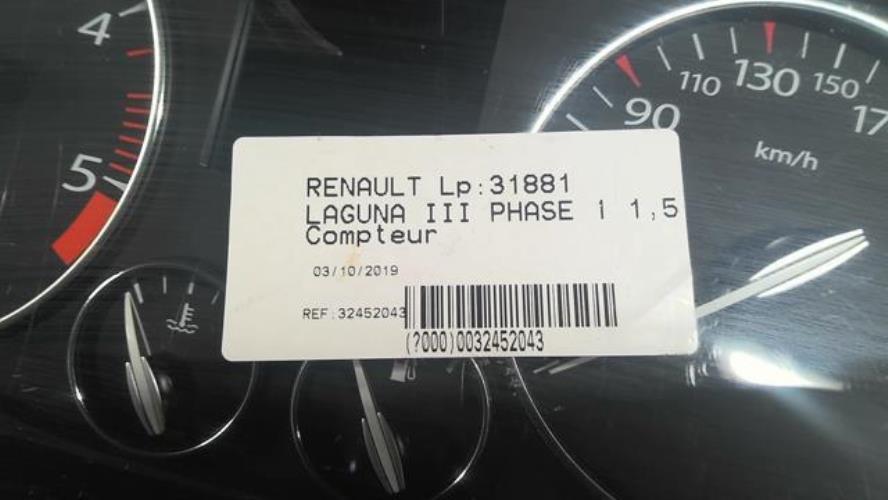 4
5
90
110
130
150
17
km/h
RENAULT Lp:31881
LAGUNA III PHASE 1 1,5
Compteur
03/10/2019
REF:32452043
(?000)0032452043